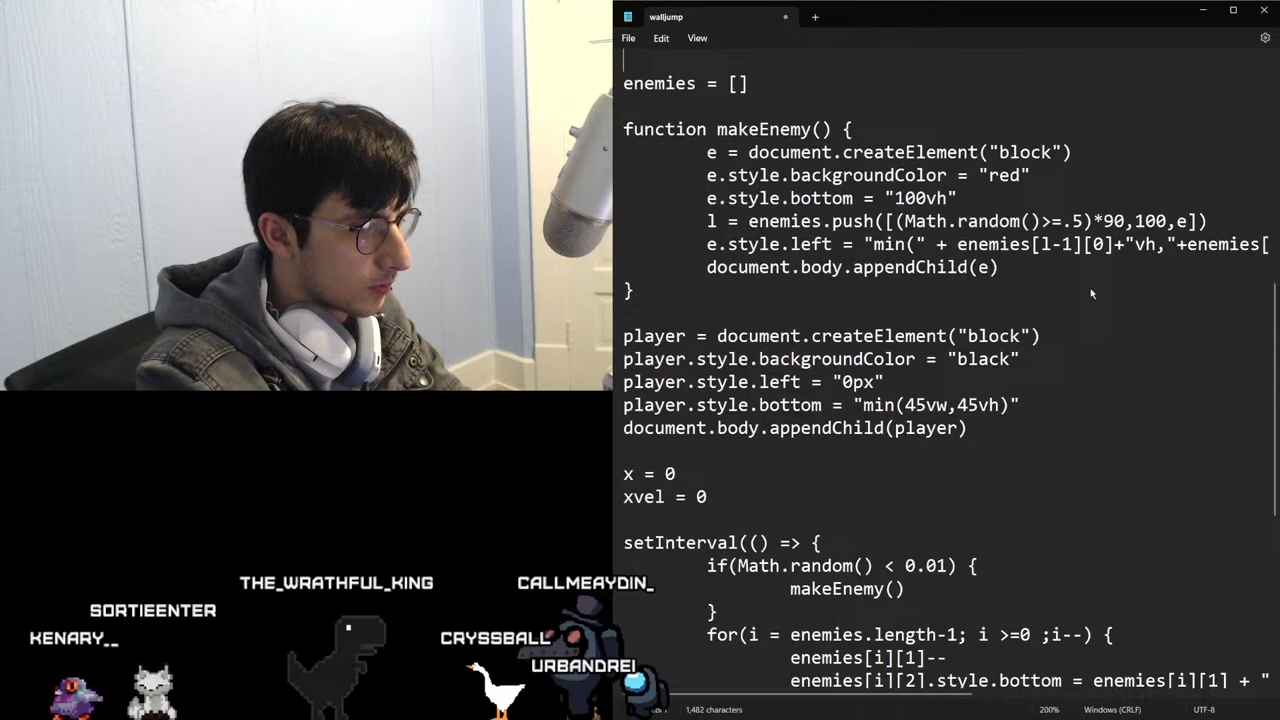 walljump
File Edit View
enemies = []
function makeEnemy() {
e = document.createElement("block")
e.style.backgroundColor = "red"
e.style.bottom = "100vh"
l = enemies.push([(Math.random()>=.5)*90,100,e])
e.style.left = "min(" + enemies[l-1][0]+"vh,"+enemies[
document.body.appendChild(e)
}
player = document.createElement("block")
player.style.backgroundColor = "black"
player.style.left = "0px"
player.style.bottom = "min(45vw,45vh)"
document.body.appendChild(player)
x = 0
xvel = 0
setInterval(() => {
if(Math.random() < 0.01) {
makeEnemy()
}
for(i = enemies.length-1; i >=0 ;i--) {
enemies[i][1]--
enemies[i][2].style.bottom = enemies[i][1] + "
1,482 characters
200%
Windows (CRLF)
UTF-8
THE_WRATHFUL_KING
CALLMEAYDIN_
SORTIEENTER
KENARY__
CRYSSBALL
URBANDREI